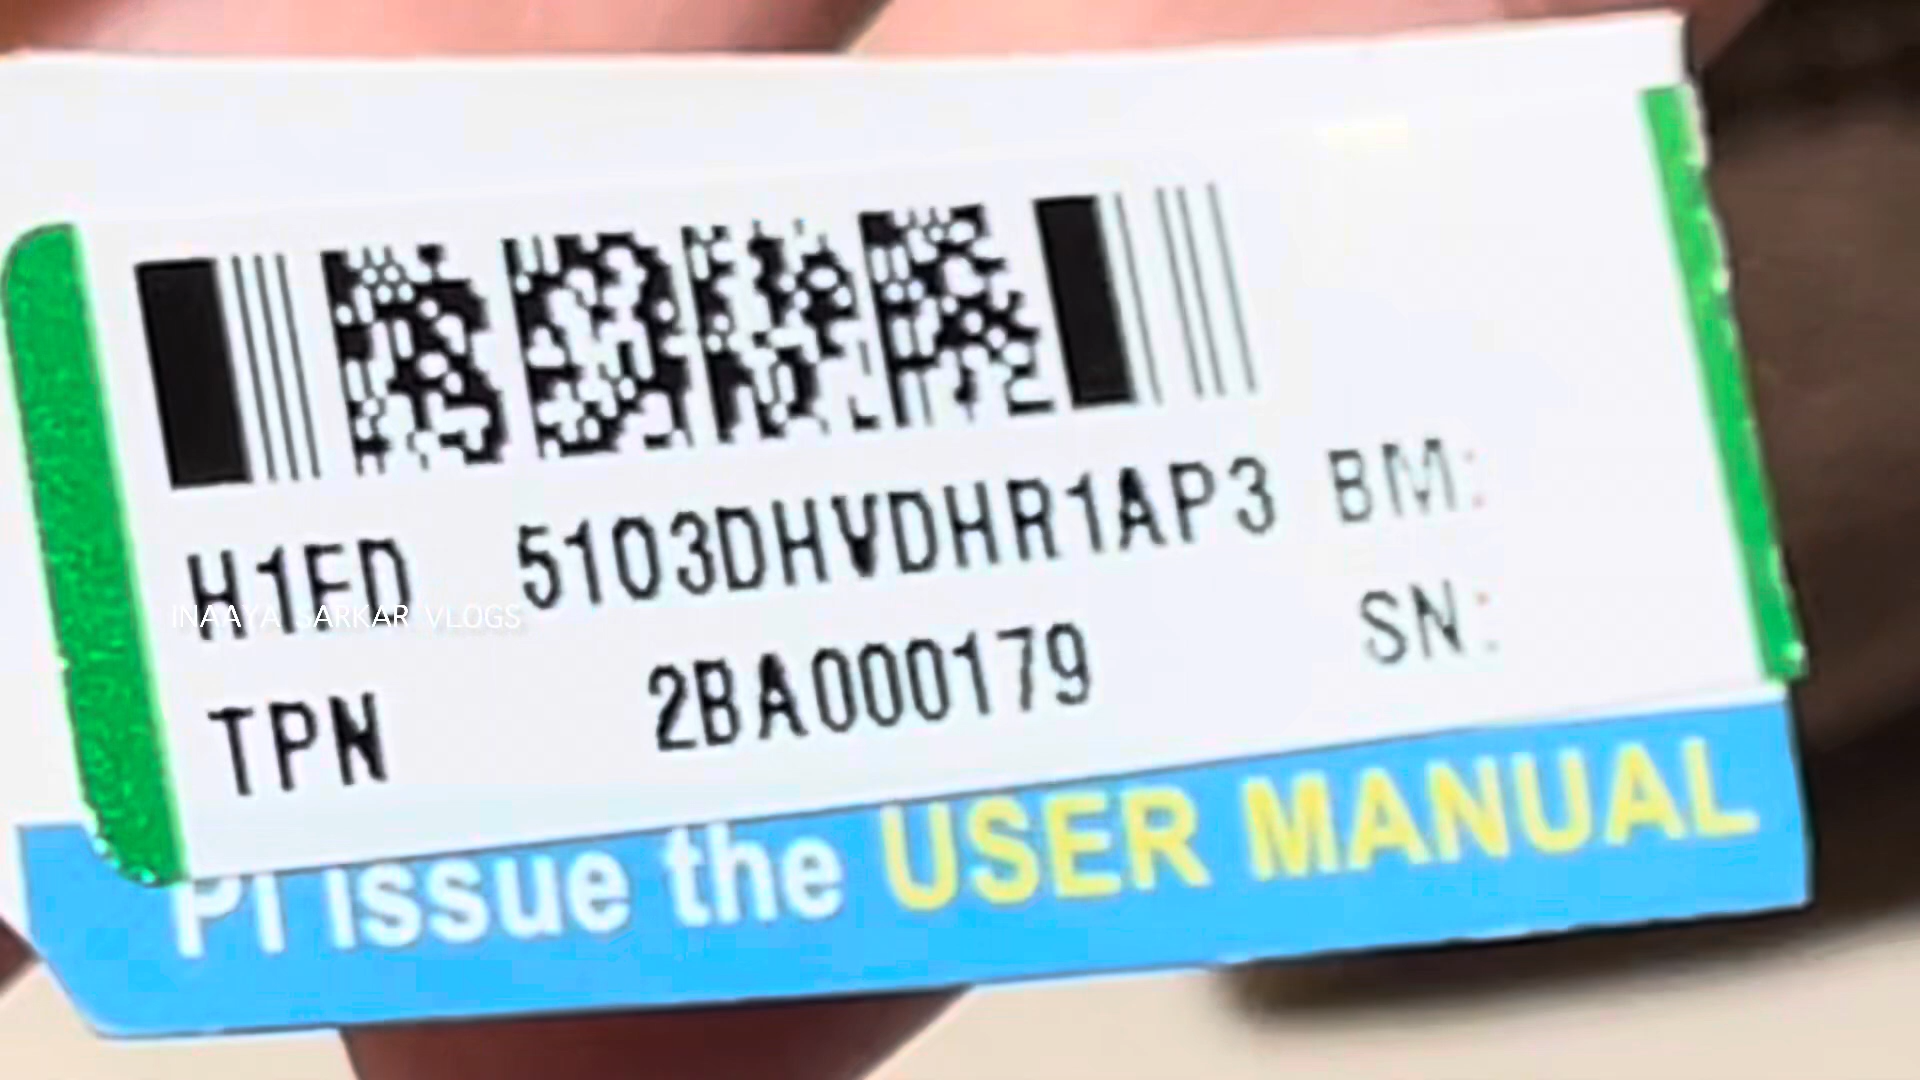 H1FD 5103DHVDHR1AP3 BM:
INAAYA SARKAR VLOGS
TPN 2BA000179 SN:
Pl issue the USER MANUAL